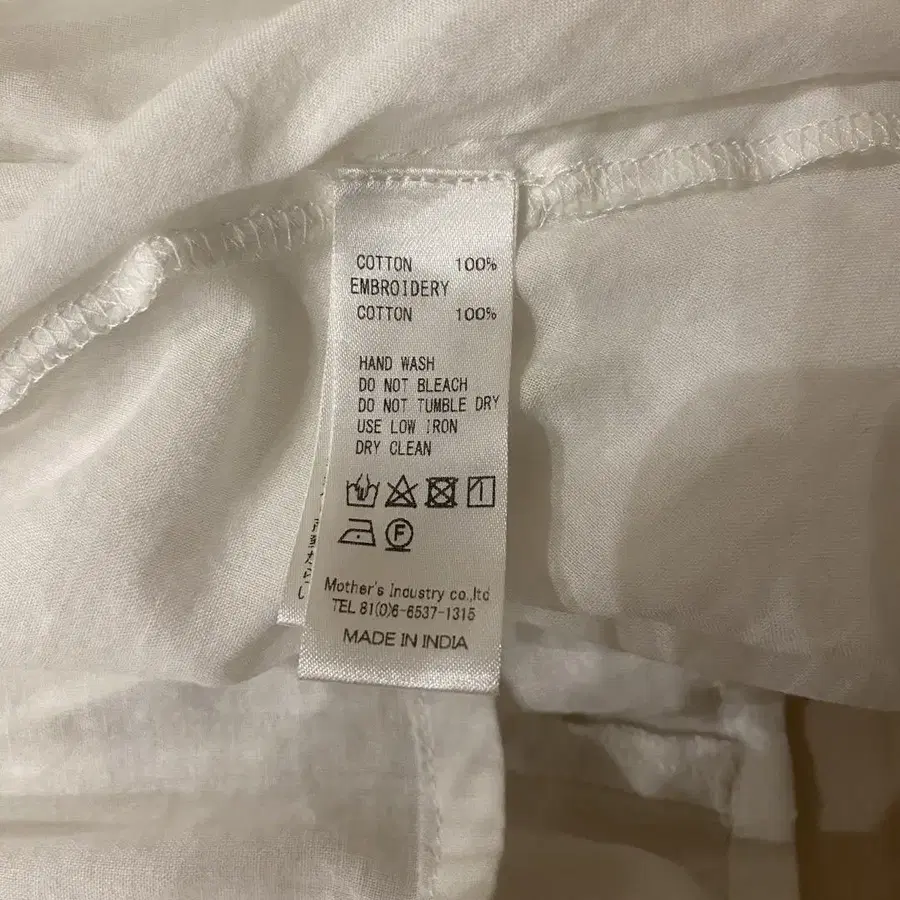 COTTON 100%
EMBROIDERY
COTTON 100%
HAND WASH
DO NOT BLEACH
DO NOT TUMBLE DRY
USE LOW IRON
DRY CLEAN
F
Mother's Industry co.,ltd
TEL 81(0)6-6537-1315
MADE IN INDIA